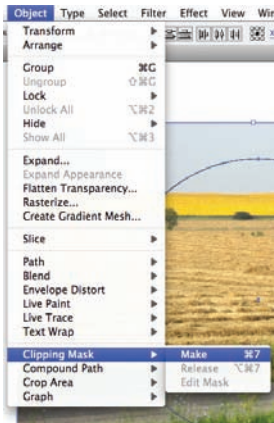 Object Type Select Filter Effect View
Transform
Arrange
Group ⌘G
Ungroup ⇧⌘G
Lock
Unlock All ⌥⌘2
Hide
Show All ⌥⌘3
Expand...
Expand Appearance
Flatten Transparency...
Rasterize...
Create Gradient Mesh...
Slice
Path
Blend
Envelope Distort
Live Paint
Live Trace
Text Wrap
Clipping Mask
Make ⌘7
Release ⌥⌘7
Edit Mask
Compound Path
Crop Area
Graph